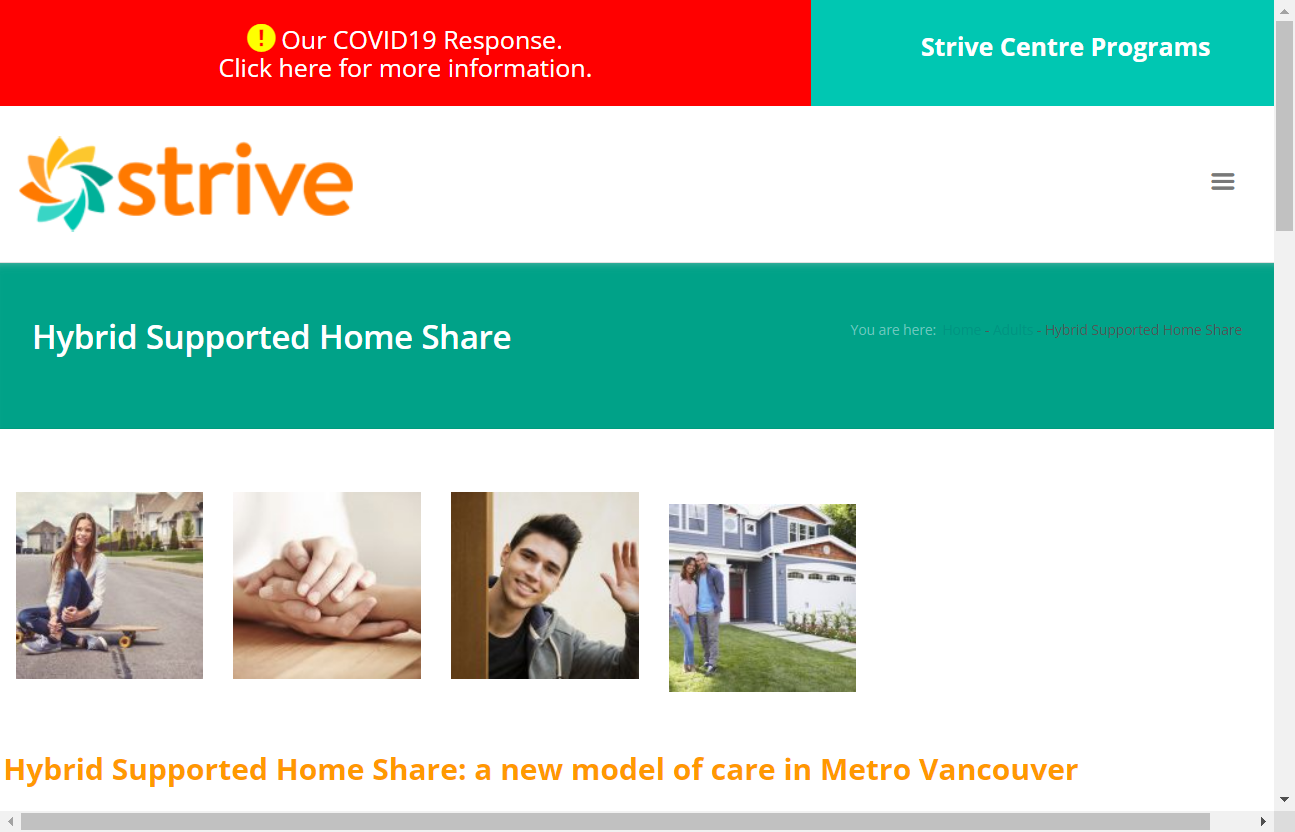 ! Our COVID19 Response.
Click here for more information.
Strive Centre Programs
strive
Hybrid Supported Home Share
You are here: Home - Adults - Hybrid Supported Home Share
Hybrid Supported Home Share: a new model of care in Metro Vancouver